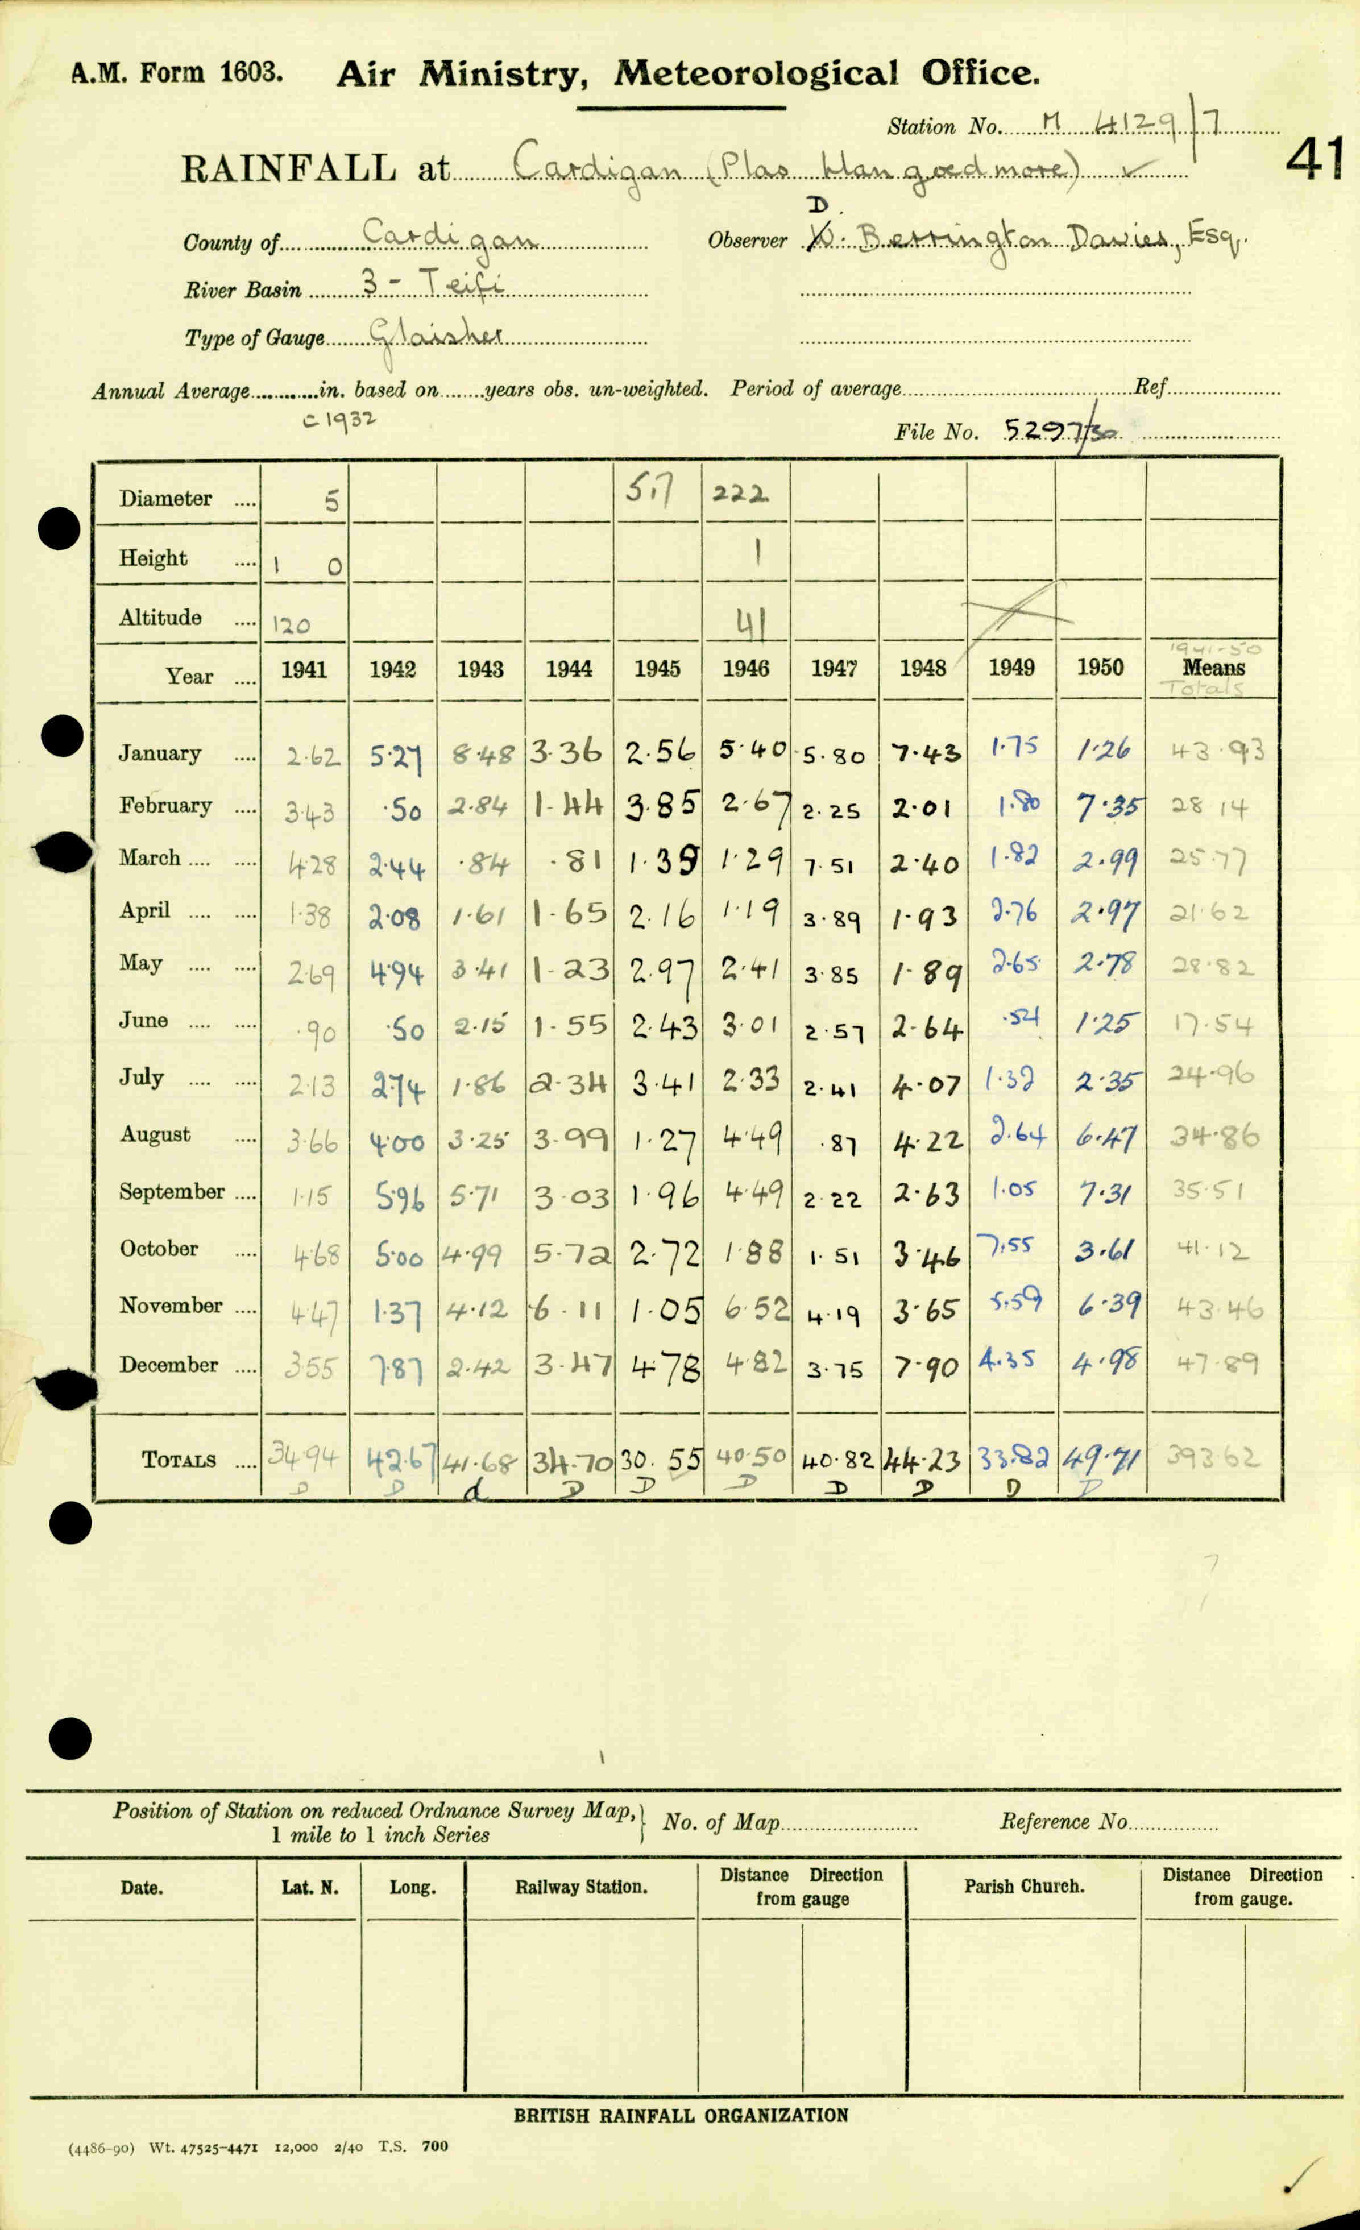 A.M. Form 1603. Air Ministry, Meteorological Office.
Station No. M 4129/7
41
RAINFALL at Cardigan (Plas Llangoedmore) ✓
D.
County of Cardigan Observer W. Berrington Davies, Esq.
River Basin 3 - Teifi
Type of Gauge Glaisher
Annual Average in. based on years obs. un-weighted. Period of average Ref.
c 1932
File No. 5297/30
Diameter 5 5.7 222
Height 1 0 1
Altitude 120 41
1941-50
Year 1941 1942 1943 1944 1945 1946 1947 1948 1949 1950 Means
Totals
January 2.62 5.27 8.48 3.36 2.56 5.40 5.80 7.43 1.75 1.26 43.93
February 3.43 .50 2.84 1.44 3.85 2.67 2.25 2.01 1.80 7.35 28 14
March 4.28 2.44 .84 .81 1.39 1.29 7.51 2.40 1.82 2.99 25.77
April 1.38 2.08 1.61 1.65 2.16 1.19 3.89 1.93 2.76 2.97 21.62
May 2.69 4.94 3.41 1.23 2.97 2.41 3.85 1.89 2.65 2.78 28.82
June .90 .50 2.15 1.55 2.43 3.01 2.57 2.64 .54 1.25 17.54
July 2.13 2.74 1.86 2.34 3.41 2.33 2.41 4.07 1.32 2.35 24.96
August 3.66 4.00 3.25 3.99 1.27 4.49 .87 4.22 2.64 6.47 34.86
September 1.15 5.96 5.71 3.03 1.96 4.49 2.22 2.63 1.05 7.31 35.51
October 4.68 5.00 4.99 5.72 2.72 1.88 1.51 3.46 7.55 3.61 41.12
November 4.47 1.37 4.12 6.11 1.05 6.52 4.19 3.65 5.59 6.39 43.46
December 3.55 7.87 2.42 3.47 4.78 4.82 3.75 7.90 4.35 4.98 47.89
TOTALS 34.94 42.67 41.68 34.70 30.55 40.50 40.82 44.23 33.82 49.71 393.62
D D d D D D D D D D
Position of Station on reduced Ordnance Survey Map, No. of Map Reference No.
1 mile to 1 inch Series
Date. Lat. N. Long. Railway Station. Distance Direction from gauge Parish Church. Distance Direction from gauge.
BRITISH RAINFALL ORGANIZATION
(4486-90) Wt. 47525-4471 12,000 2/40 T.S. 700